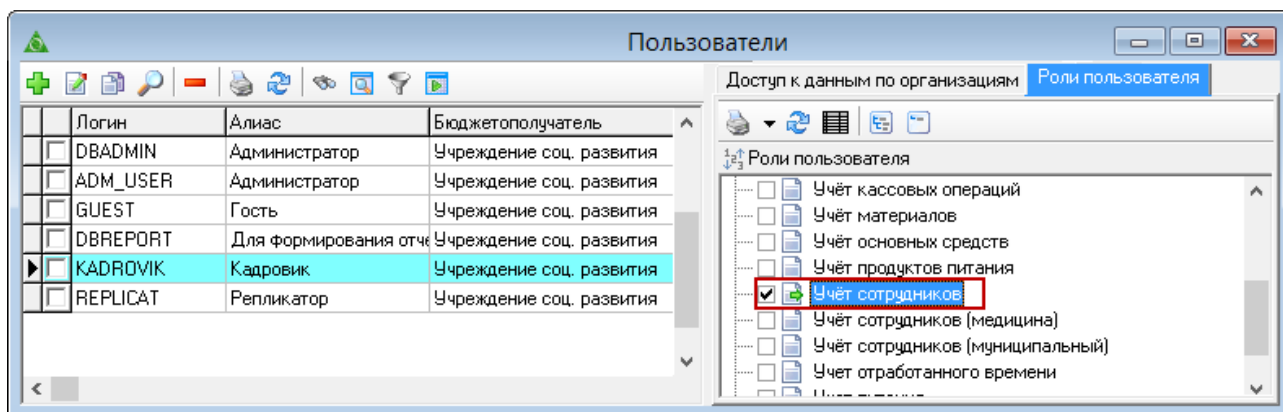 Пользователи
Доступ к данным по организациям Роли пользователя
Логин Алиас Бюджетополучатель
DBADMIN Администратор Учреждение соц. развития
ADM_USER Администратор Учреждение соц. развития
GUEST Гость Учреждение соц. развития
DBREPORT Для формирования отче Учреждение соц. развития
KADROVIK Кадровик Учреждение соц. развития
REPLICAT Репликатор Учреждение соц. развития
Роли пользователя
Учёт кассовых операций
Учёт материалов
Учёт основных средств
Учёт продуктов питания
Учёт сотрудников
Учёт сотрудников (медицина)
Учёт сотрудников (муниципальный)
Учет отработанного времени